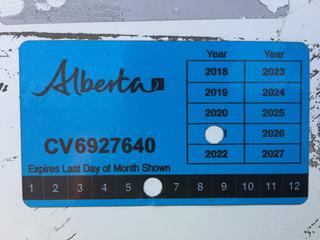 Alberta
Year Year
2018 2023
2019 2024
2020 2025
2026
2022 2027
CV6927640
Expires Last Day of Month Shown
1 2 3 4 5 7 8 9 10 11 12